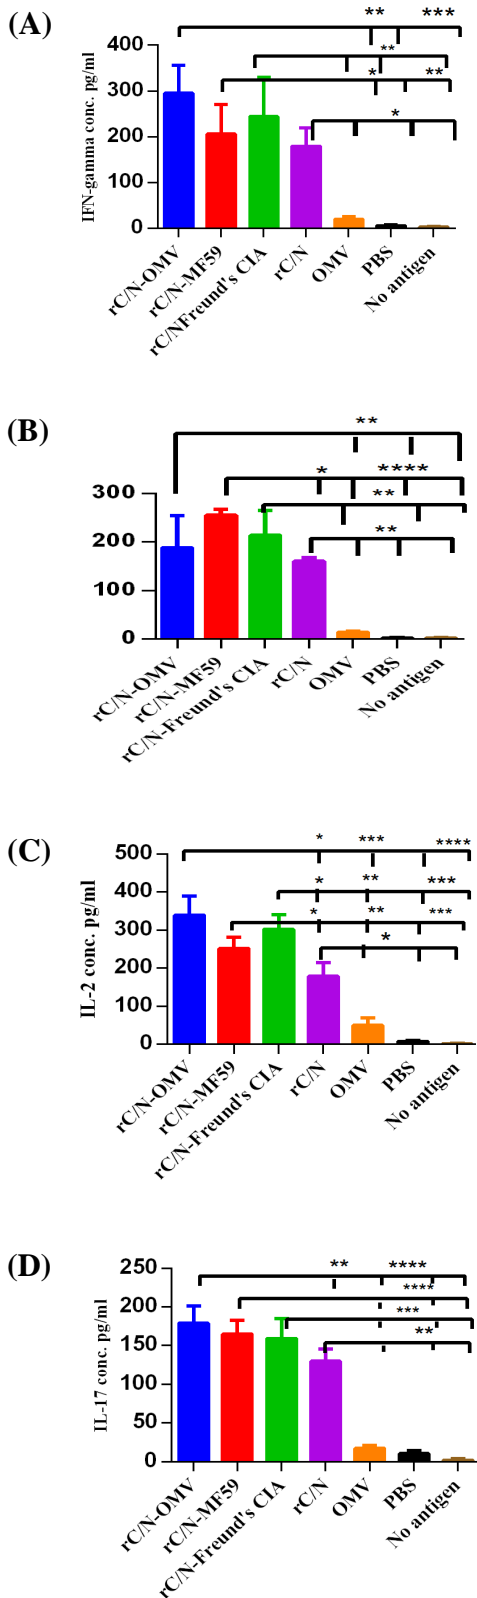 (A)
** ***
**
* **
*
400
300
200
100
0
IFN-gamma conc. pg/ml
rC/N-OMV
rC/N-MF59
rC/NFreund's CIA
rC/N
OMV
PBS
No antigen
(B)
**
* ****
**
**
300
200
100
0
rC/N-OMV
rC/N-MF59
rC/N-Freund's CIA
rC/N
OMV
PBS
No antigen
(C)
* *** ****
* ** ***
* ** ***
*
500
400
300
200
100
0
IL-2 conc. pg/ml
rC/N-OMV
rC/N-MF59
rC/N-Freund's CIA
rC/N
OMV
PBS
No antigen
(D)
** ****
****
***
**
250
200
150
100
50
0
IL-17 conc. pg/ml
rC/N-OMV
rC/N-MF59
rC/N-Freund's CIA
rC/N
OMV
PBS
No antigen